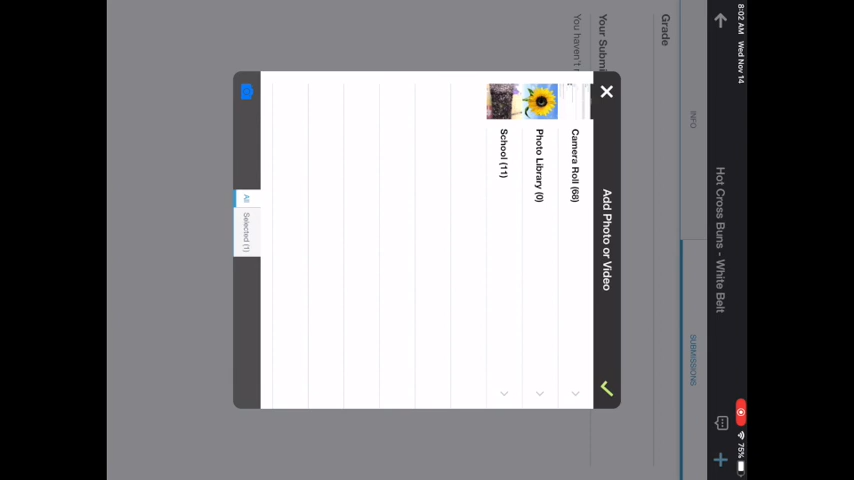 8:02 AM Wed Nov 14
75%
Hot Cross Buns - White Belt
INFO
SUBMISSIONS
Grade
Your Submi
You haven't
Add Photo or Video
Camera Roll (68)
Photo Library (0)
School (11)
All
Selected (1)